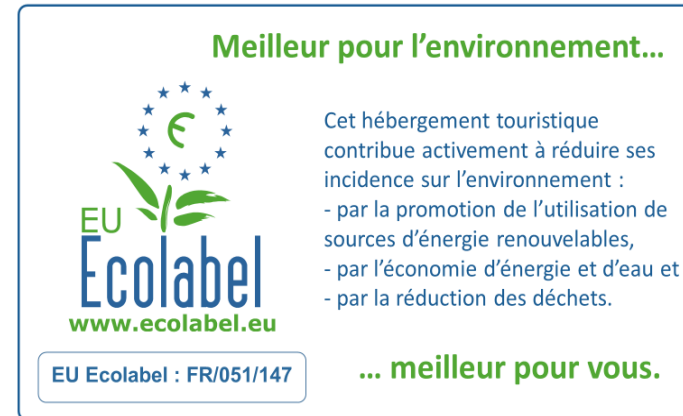 Meilleur pour l’environnement…
Cet hébergement touristique
contribue activement à réduire ses
incidence sur l’environnement :
- par la promotion de l’utilisation de
sources d’énergie renouvelables,
- par l’économie d’énergie et d’eau et
- par la réduction des déchets.
EU
Ecolabel
www.ecolabel.eu
EU Ecolabel : FR/051/147
… meilleur pour vous.